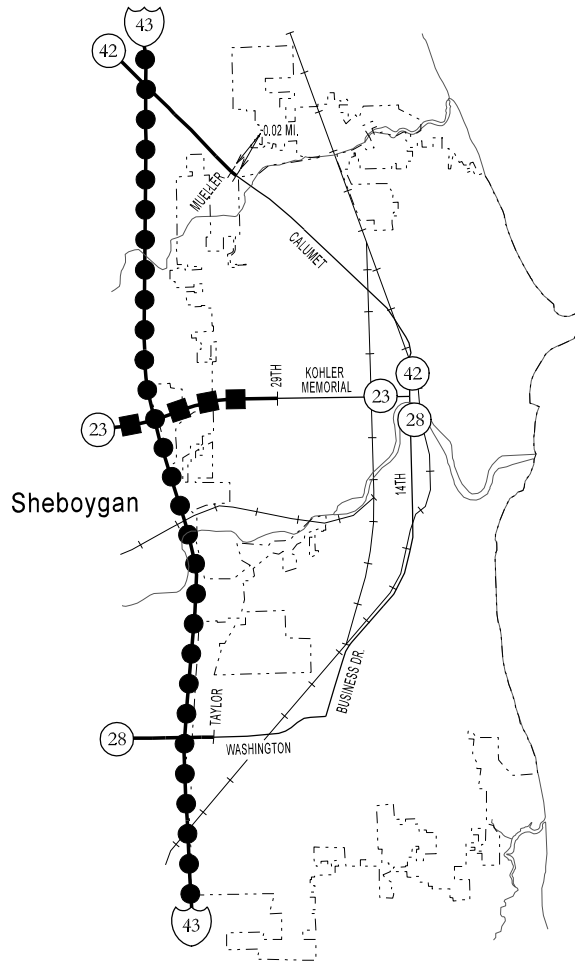 43
42
-0.02 MI.
MUELLER
CALUMET
29TH
KOHLER
MEMORIAL
42
23
23
28
14TH
Sheboygan
TAYLOR
BUSINESS DR.
28
WASHINGTON
43